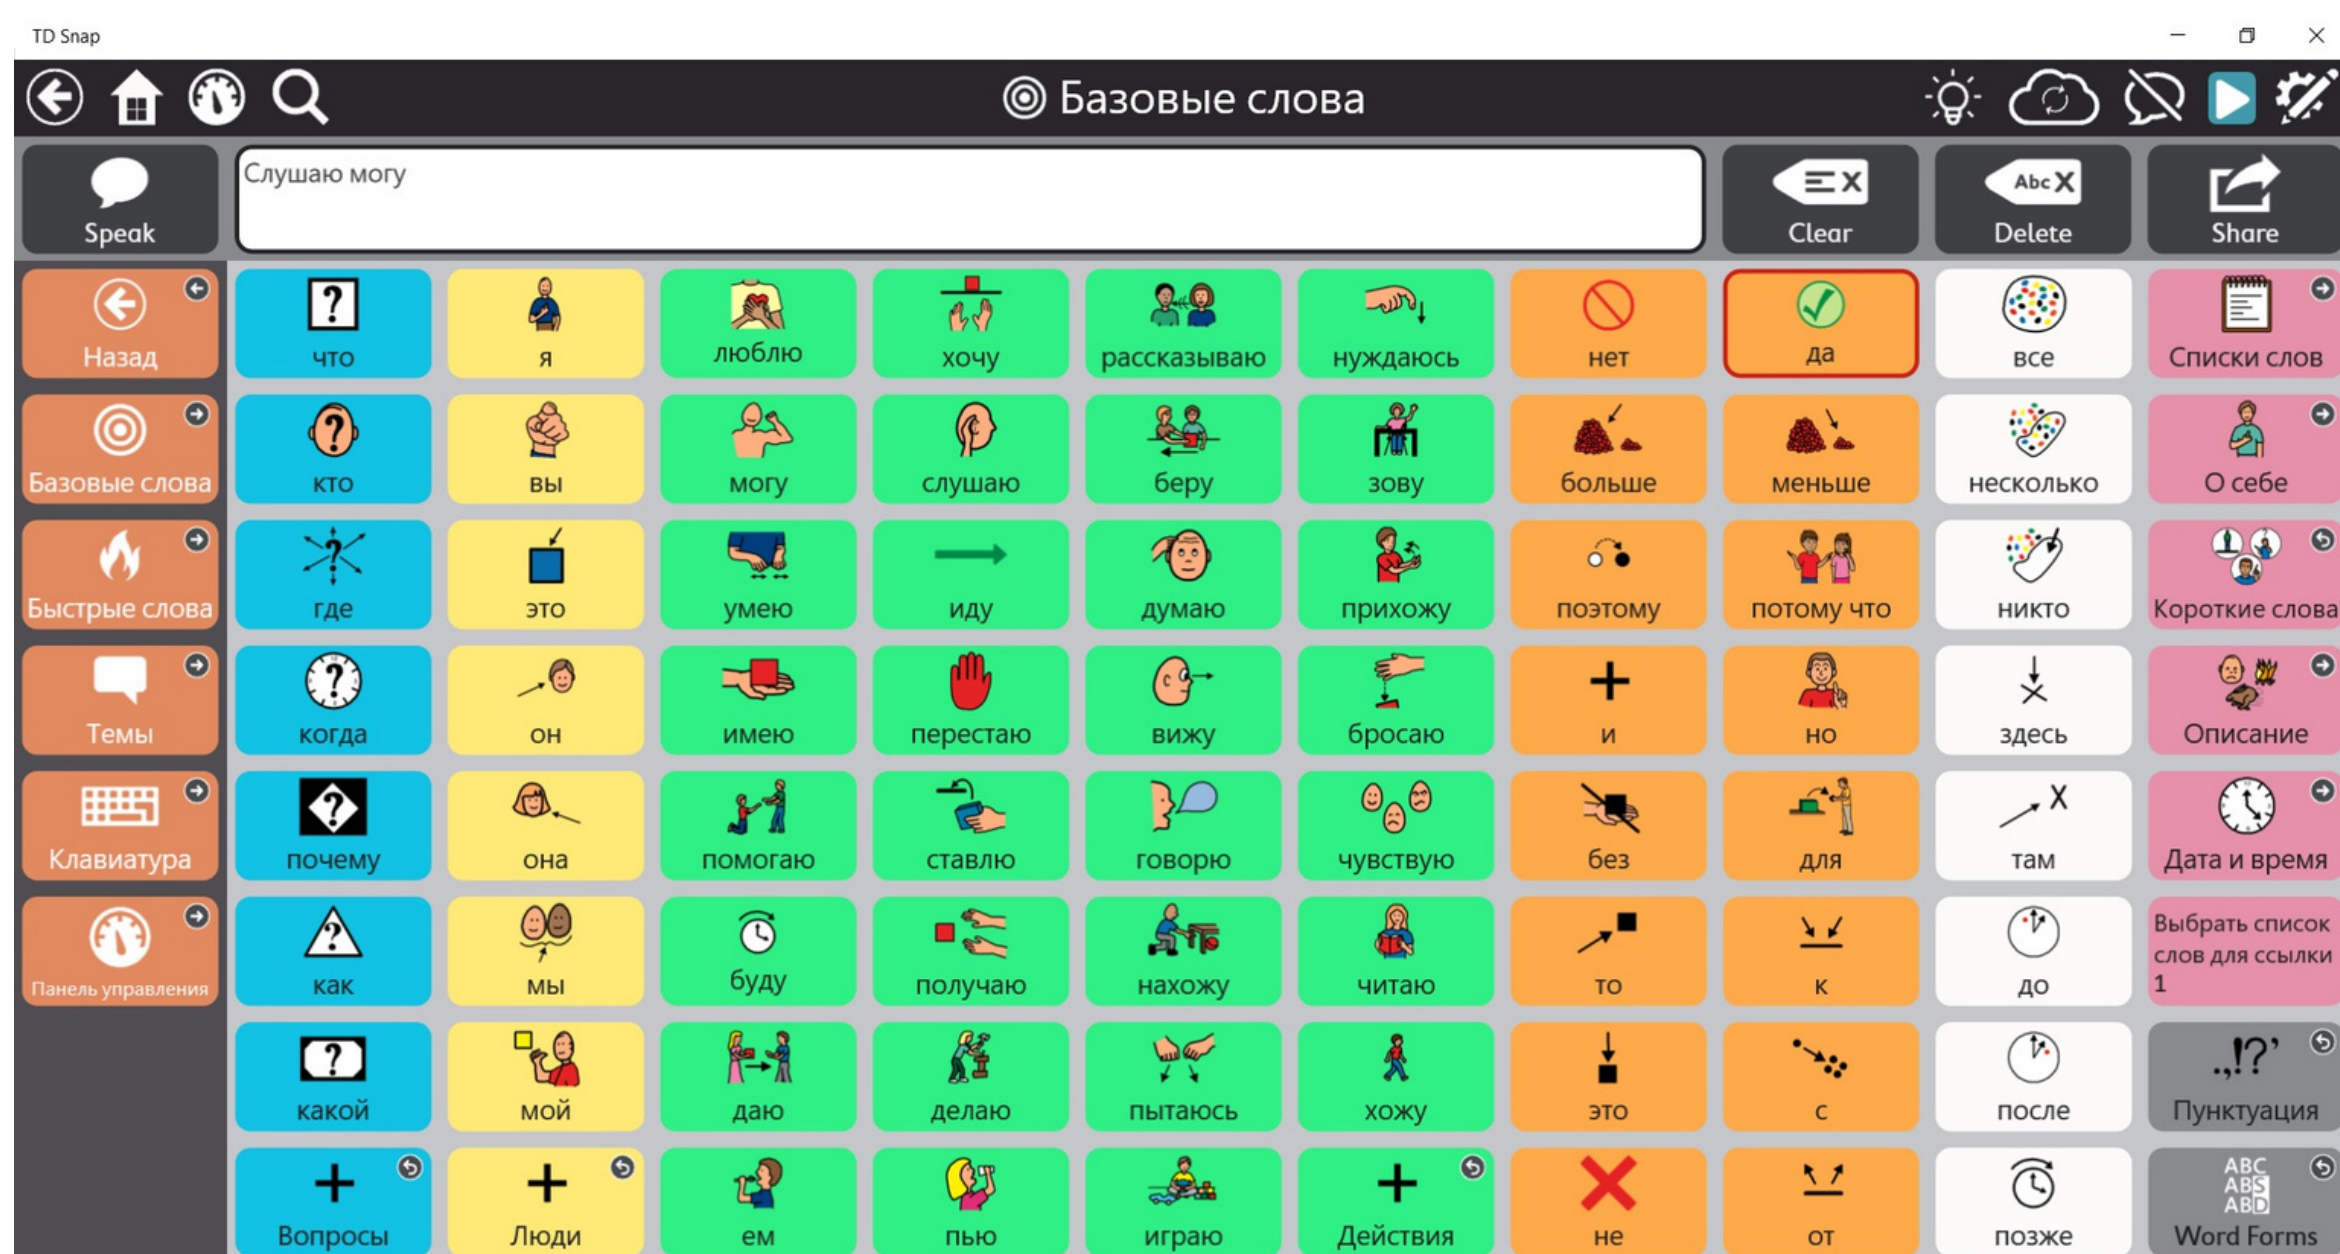 TD Snap
Базовые слова
Speak
Слушаю могу
Clear
Abc X
Delete
Share
Назад
что
я
люблю
хочу
рассказываю
нуждаюсь
нет
да
все
Списки слов
Базовые слова
кто
вы
могу
слушаю
беру
зову
больше
меньше
несколько
О себе
Быстрые слова
где
это
умею
иду
думаю
прихожу
поэтому
потому что
никто
Короткие слова
Темы
когда
он
имею
перестаю
вижу
бросаю
и
но
здесь
Описание
Клавиатура
почему
она
помогаю
ставлю
говорю
чувствую
без
для
там
Дата и время
Панель управления
как
мы
буду
получаю
нахожу
читаю
то
к
до
Выбрать список
слов для ссылки
1
какой
мой
даю
делаю
пытаюсь
хожу
это
с
после
.,!?’
Пунктуация
Вопросы
Люди
ем
пью
играю
Действия
не
от
позже
ABC
ABS
ABD
Word Forms